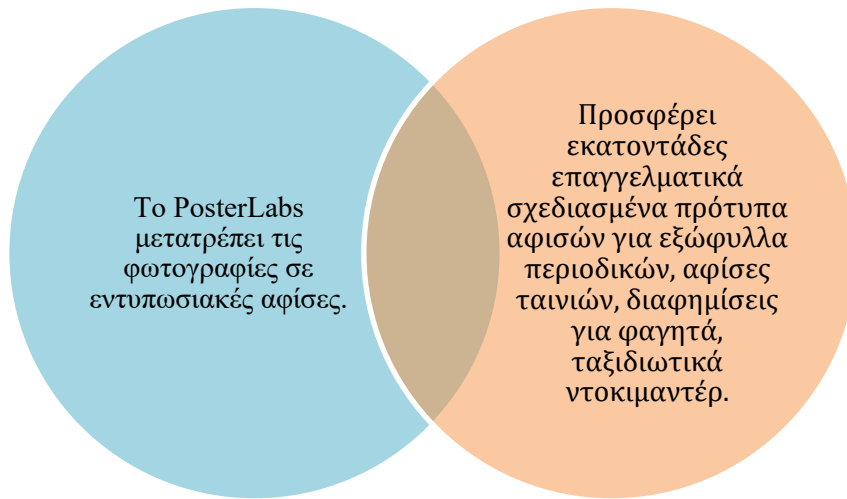 Το PosterLabs
μετατρέπει τις
φωτογραφίες σε
εντυπωσιακές αφίσες.
Προσφέρει
εκατοντάδες
επαγγελματικά
σχεδιασμένα πρότυπα
αφισών για εξώφυλλα
περιοδικών, αφίσες
ταινιών, διαφημίσεις
για φαγητά,
ταξιδιωτικά
ντοκιμαντέρ.